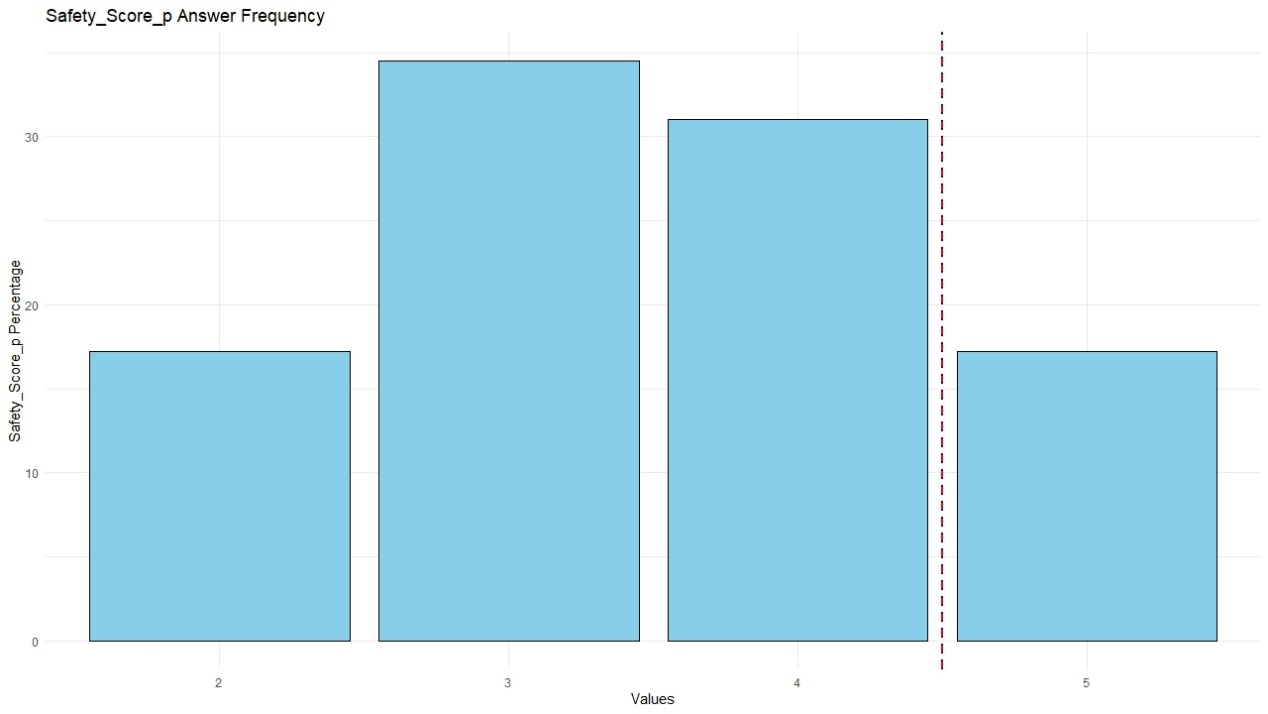 Safety_Score_p Answer Frequency
Safety_Score_p Percentage
30
20
10
0
2 3 4 5
Values